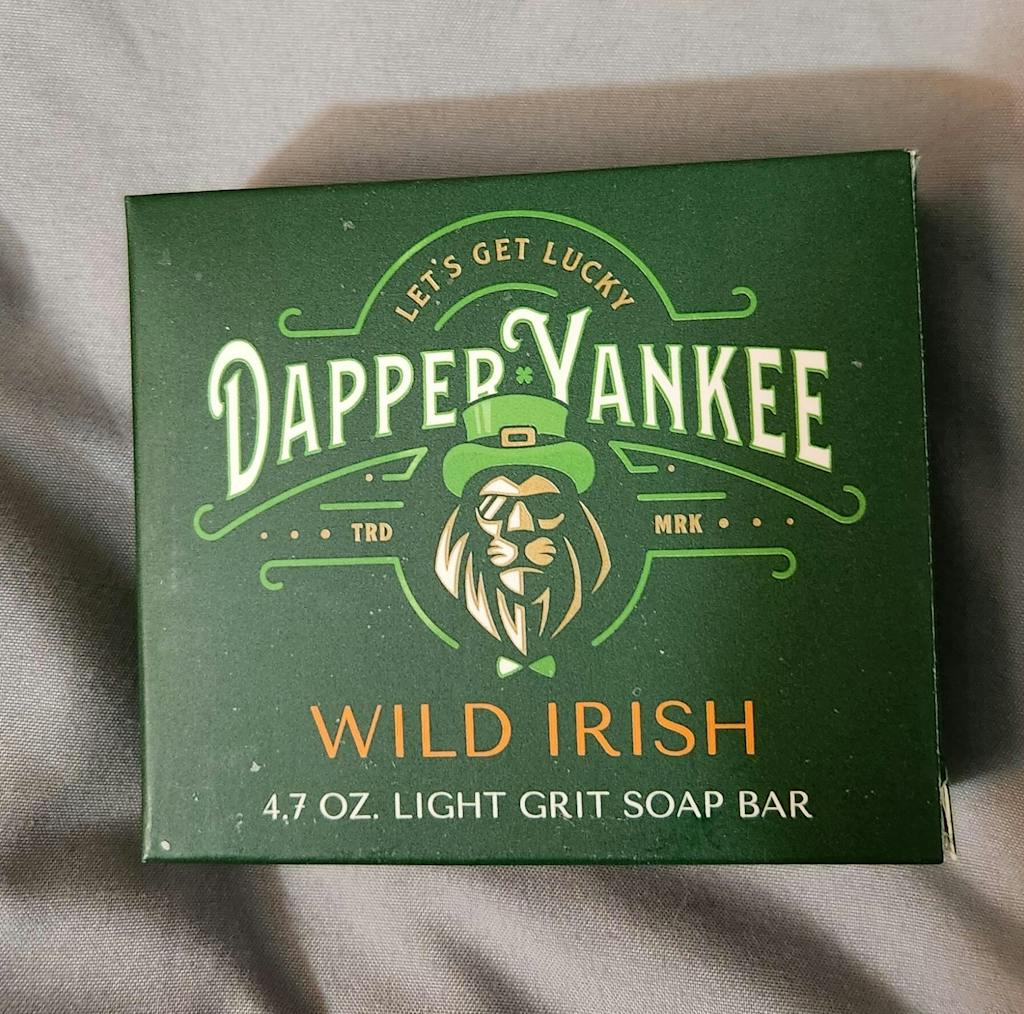 LET'S GET LUCKY
DAPPER YANKEE
TRD MRK
WILD IRISH
4.7 OZ. LIGHT GRIT SOAP BAR